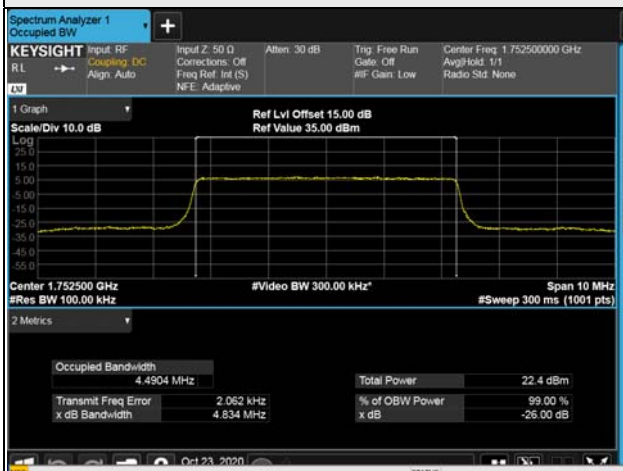 Spectrum Analyzer 1
Occupied BW
+
KEYSIGHT Input: RF Input Z: 50 Ω Atten: 30 dB Trig: Free Run Center Freq: 1.752500000 GHz
RL Coupling: DC Corrections: Off Gate: Off Avg|Hold: 1/1
Align: Auto Freq Ref: Int (S) #IF Gain: Low Radio Std: None
LXI NFE: Adaptive
1 Graph
Ref Lvl Offset 15.00 dB
Scale/Div 10.0 dB Ref Value 35.00 dBm
Log
25.0
15.0
5.00
-5.00
-15.0
-25.0
-35.0
-45.0
-55.0
Center 1.752500 GHz #Video BW 300.00 kHz* Span 10 MHz
#Res BW 100.00 kHz #Sweep 300 ms (1001 pts)
2 Metrics
Occupied Bandwidth
4.4904 MHz Total Power 22.4 dBm
Transmit Freq Error 2.062 kHz % of OBW Power 99.00 %
x dB Bandwidth 4.834 MHz x dB -26.00 dB
Oct 23, 2020